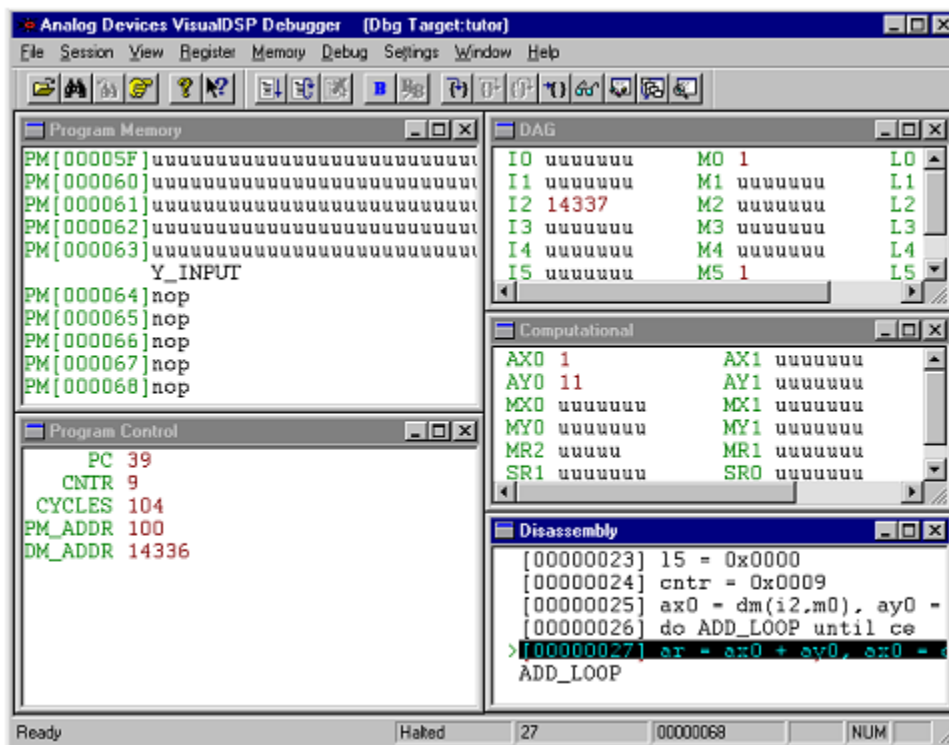 Analog Devices VisualDSP Debugger (Dbg Target:tutor)
File Session View Register Memory Debug Settings Window Help
Program Memory
PM[00005F]uuuuuuuuuuuuuuuuuuuuuuuuuu
PM[000060]uuuuuuuuuuuuuuuuuuuuuuuuuu
PM[000061]uuuuuuuuuuuuuuuuuuuuuuuuuu
PM[000062]uuuuuuuuuuuuuuuuuuuuuuuuuu
PM[000063]uuuuuuuuuuuuuuuuuuuuuuuuuu
Y_INPUT
PM[000064]nop
PM[000065]nop
PM[000066]nop
PM[000067]nop
PM[000068]nop
DAG
I0 uuuuuuu M0 1 L0
I1 uuuuuuu M1 uuuuuuu L1
I2 14337 M2 uuuuuuu L2
I3 uuuuuuu M3 uuuuuuu L3
I4 uuuuuuu M4 uuuuuuu L4
I5 uuuuuuu M5 1 L5
Computational
AX0 1 AX1 uuuuuuu
AY0 11 AY1 uuuuuuu
MX0 uuuuuuu MX1 uuuuuuu
MY0 uuuuuuu MY1 uuuuuuu
MR2 uuuuu MR1 uuuuuuu
SR1 uuuuuuu SR0 uuuuuuu
Program Control
PC 39
CNTR 9
CYCLES 104
PM_ADDR 100
DM_ADDR 14336
Disassembly
[00000023] l5 = 0x0000
[00000024] cntr = 0x0009
[00000025] ax0 = dm(i2,m0), ay0 =
[00000026] do ADD_LOOP until ce
>[00000027] ar = ax0 + ay0, ax0 =
ADD_LOOP
Ready Halted 27 00000068 NUM